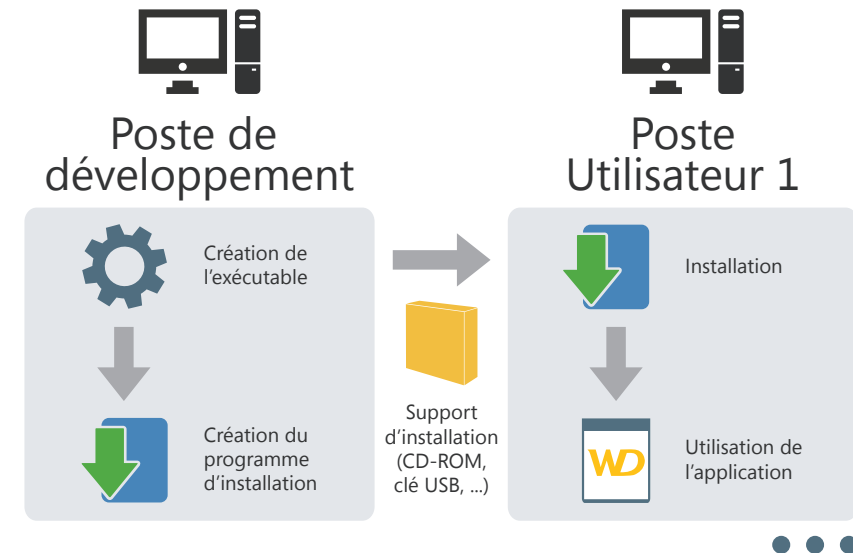 Poste de
développement
Création de
l'exécutable
Création du
programme
d'installation
Support
d'installation
(CD-ROM,
clé USB, ...)
Poste
Utilisateur 1
Installation
WD
Utilisation de
l'application